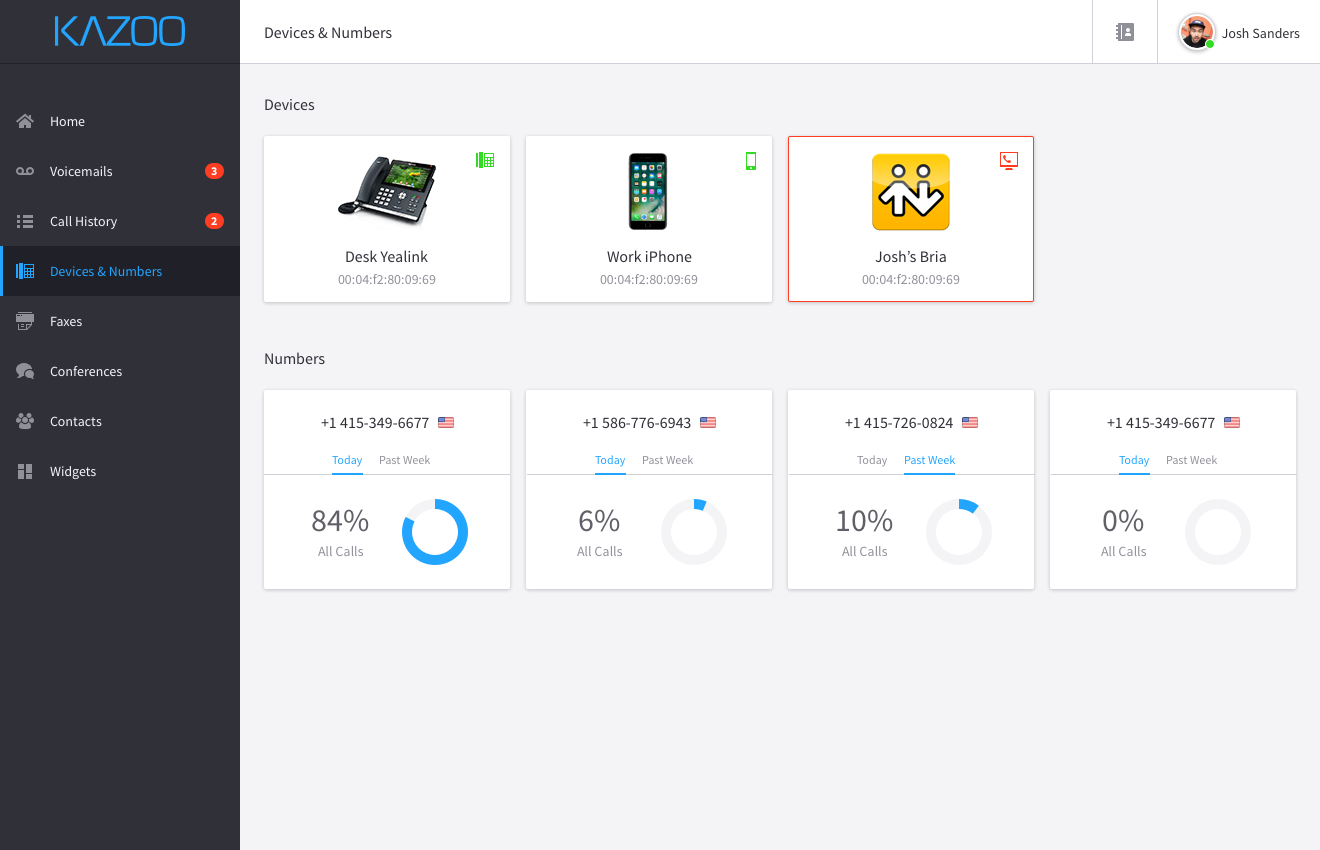 KAZOO
Devices & Numbers
Josh Sanders
Home
Voicemails 3
Call History 2
Devices & Numbers
Faxes
Conferences
Contacts
Widgets
Devices
Desk Yealink
00:04:f2:80:09:69
Work iPhone
00:04:f2:80:09:69
Josh’s Bria
00:04:f2:80:09:69
Numbers
+1 415-349-6677
Today Past Week
84%
All Calls
+1 586-776-6943
Today Past Week
6%
All Calls
+1 415-726-0824
Today Past Week
10%
All Calls
+1 415-349-6677
Today Past Week
0%
All Calls